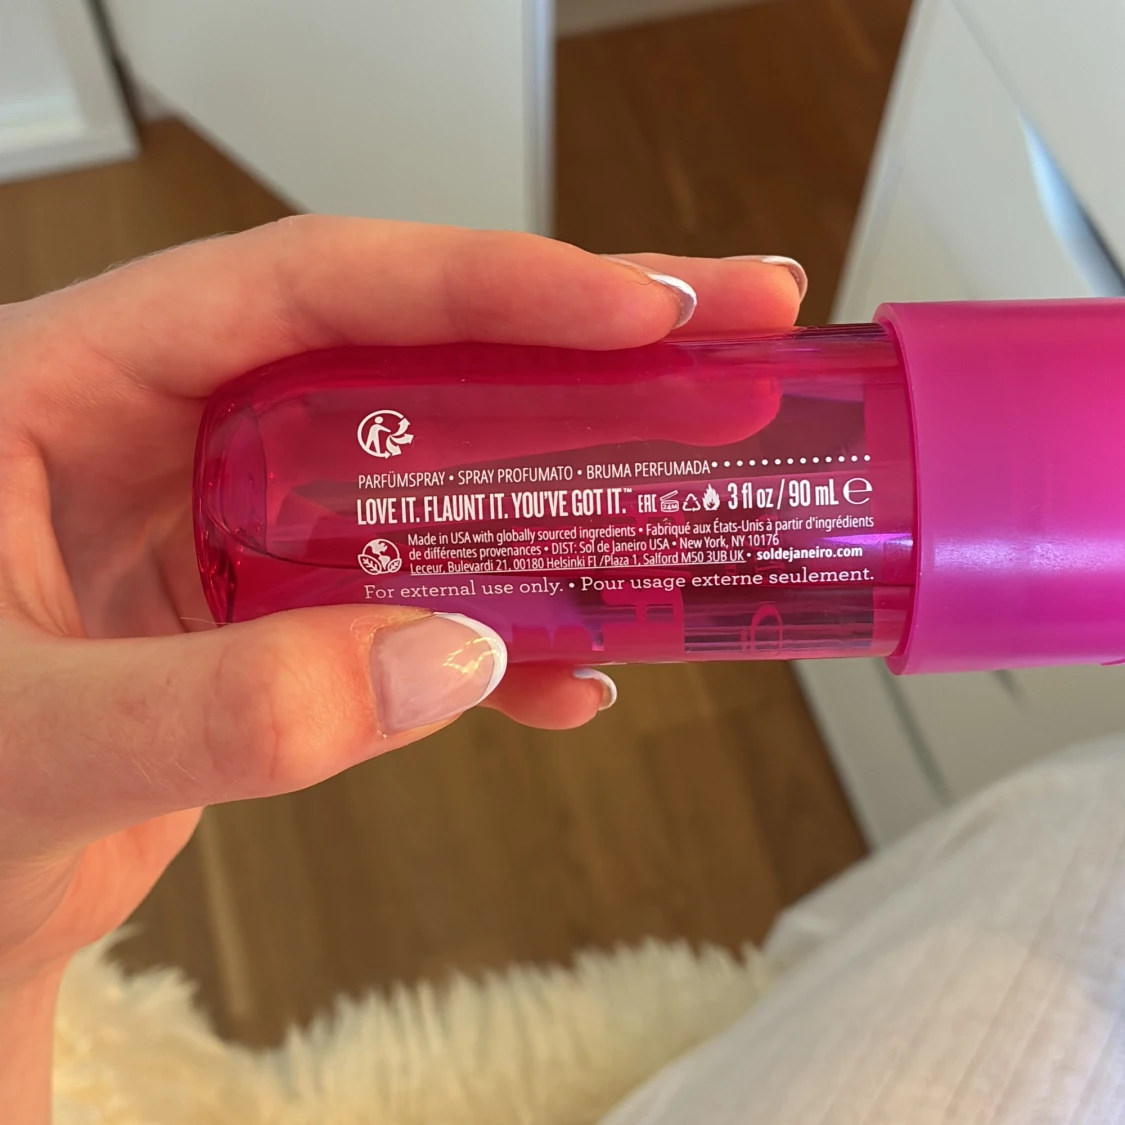 PARFÜMSPRAY • SPRAY PROFUMATO • BRUMA PERFUMADA
LOVE IT. FLAUNT IT. YOU'VE GOT IT.™ EAC 24M 3 fl oz / 90 mL ℮
Made in USA with globally sourced ingredients • Fabriqué aux États-Unis à partir d'ingrédients
de différentes provenances • DIST: Sol de Janeiro USA • New York, NY 10176
Leceur, Bulevardi 21, 00180 Helsinki FI /Plaza 1, Salford M50 3UB UK • soldejaneiro.com
For external use only. • Pour usage externe seulement.